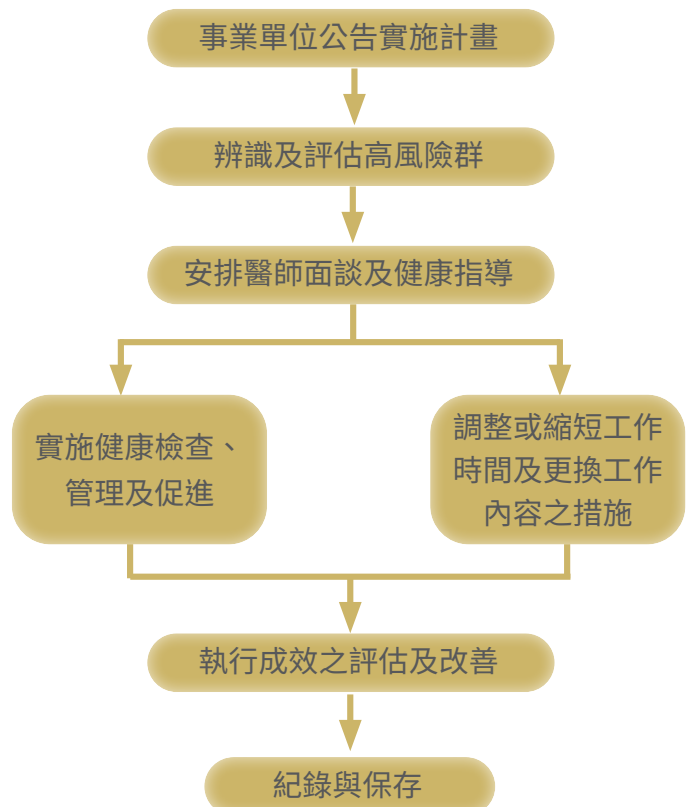 事業單位公告實施計畫
辨識及評估高風險群
安排醫師面談及健康指導
實施健康檢查、
管理及促進
調整或縮短工作
時間及更換工作
內容之措施
執行成效之評估及改善
紀錄與保存